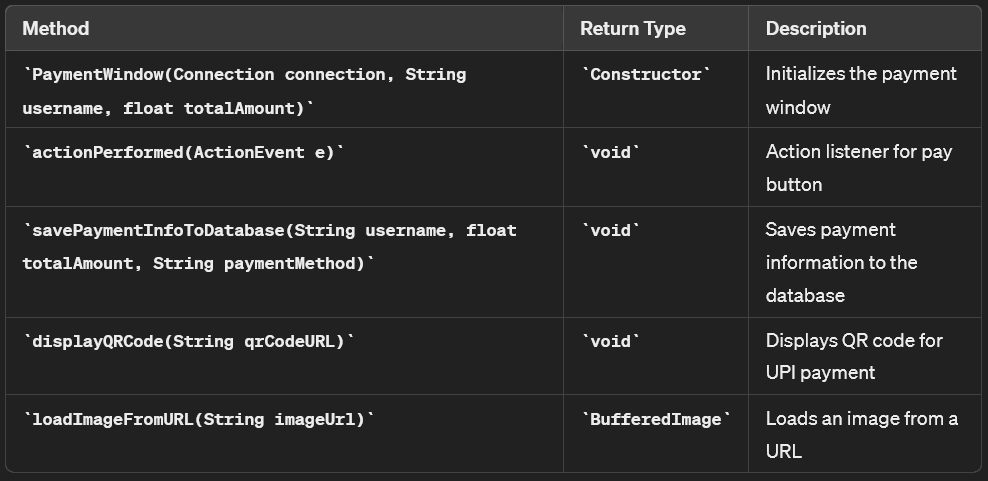 Method Return Type Description
`PaymentWindow(Connection connection, String `Constructor` Initializes the payment
username, float totalAmount)` window
`actionPerformed(ActionEvent e)` `void` Action listener for pay
button
`savePaymentInfoToDatabase(String username, float `void` Saves payment
totalAmount, String paymentMethod)` information to the
database
`displayQRCode(String qrCodeURL)` `void` Displays QR code for
UPI payment
`loadImageFromURL(String imageUrl)` `BufferedImage` Loads an image from a
URL